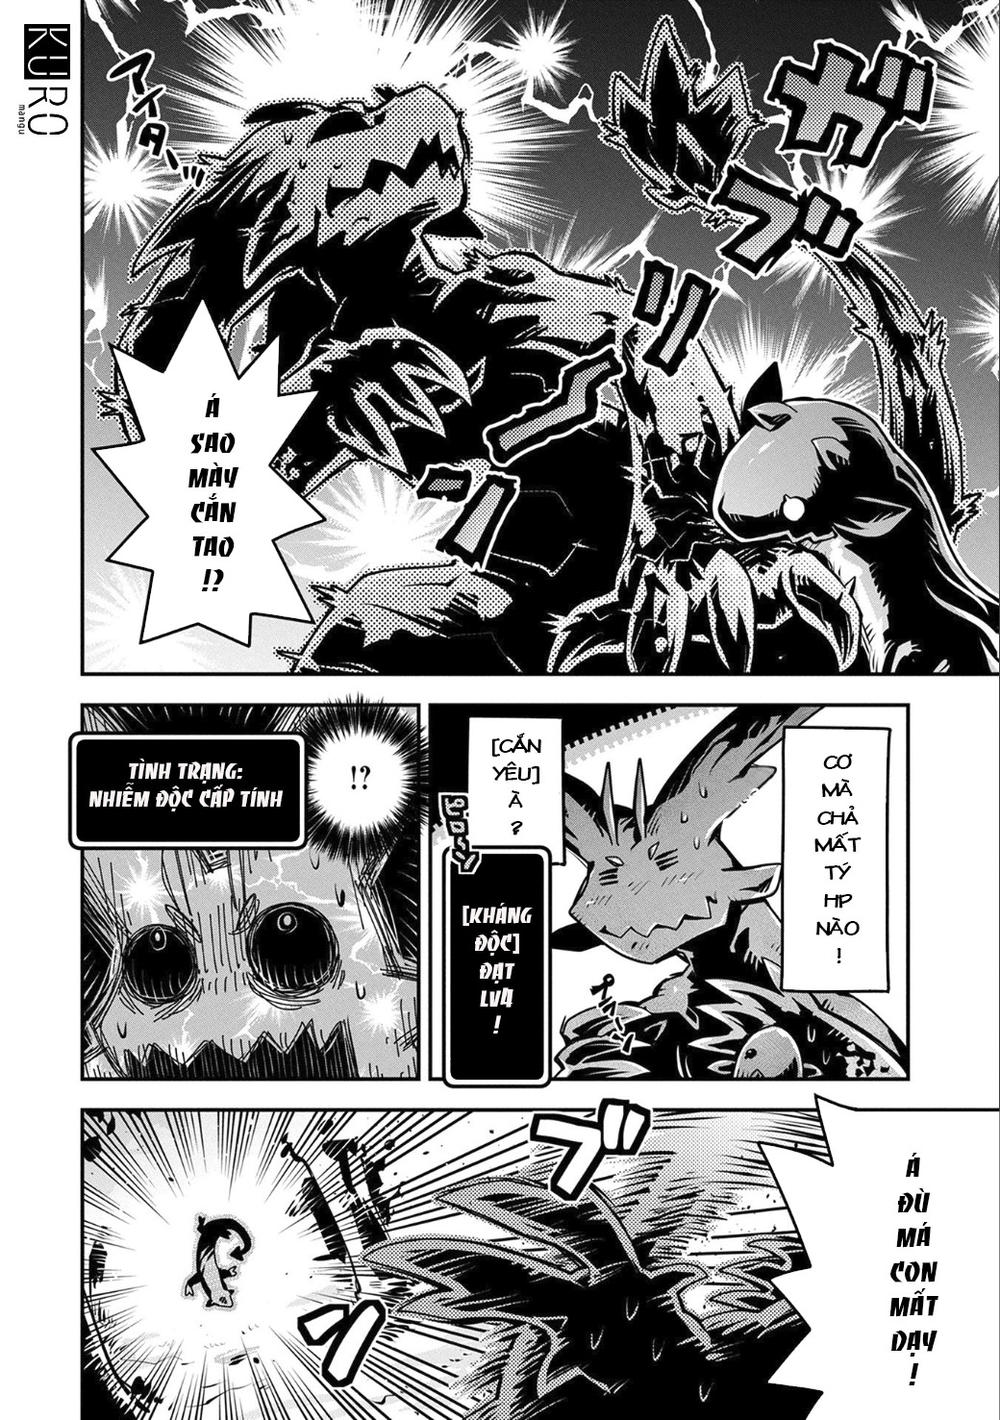 KURO
mangu
ガブリ〜ッ
アイタッ
Á
SAO
MÀY
CẮN
TAO
!?
CƠ
MÀ
CHẢ
MẤT
TÝ
HP
NÀO
!
[CẮN
YÊU]
À
?
[KHÁNG
ĐỘC]
ĐẠT
LV4
!
!?
TÌNH TRẠNG:
NHIỄM ĐỘC CẤP TÍNH
Á
ĐÙ
MÁ
CON
MẤT
DẠY
!
ブン